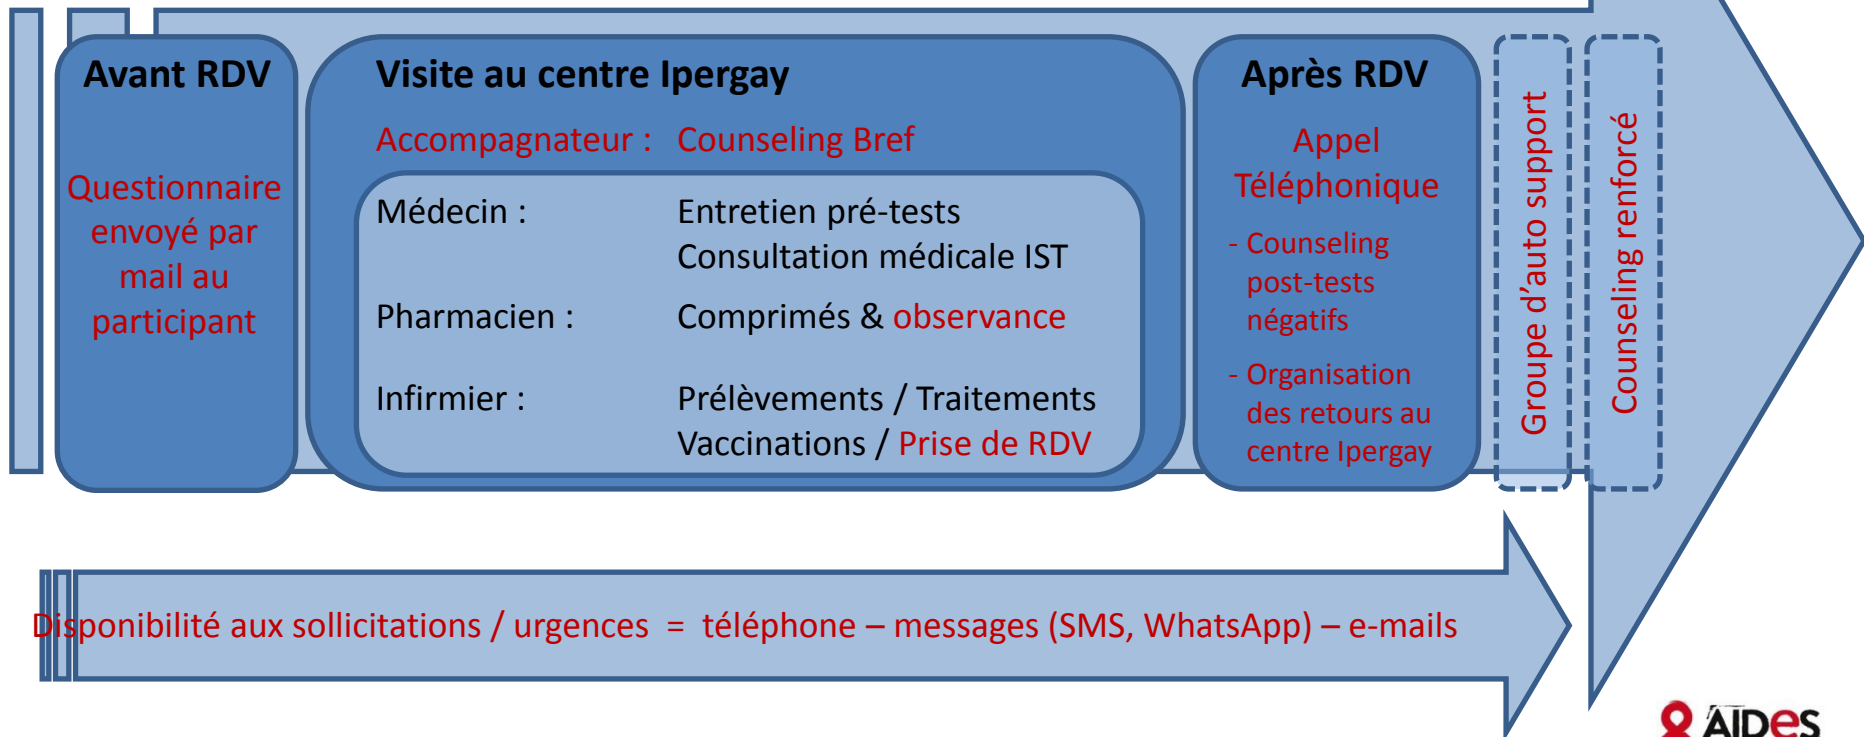 Avant RDV
Questionnaire
envoyé par
mail au
participant
Visite au centre Ipergay
Accompagnateur : Counseling Bref
Médecin : Entretien pré-tests
Consultation médicale IST
Pharmacien : Comprimés & observance
Infirmier : Prélèvements / Traitements
Vaccinations / Prise de RDV
Après RDV
Appel
Téléphonique
- Counseling
post-tests
négatifs
- Organisation
des retours au
centre Ipergay
Groupe d’auto support
Counseling renforcé
Disponibilité aux sollicitations / urgences = téléphone – messages (SMS, WhatsApp) – e-mails
AIDes